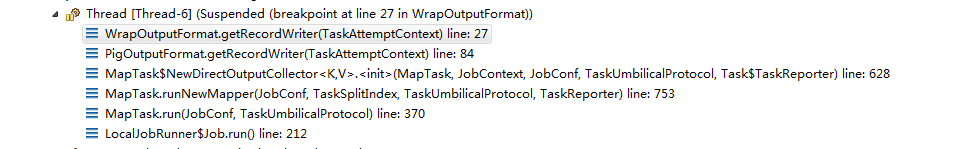 Thread [Thread-6] (Suspended (breakpoint at line 27 in WrapOutputFormat))
WrapOutputFormat.getRecordWriter(TaskAttemptContext) line: 27
PigOutputFormat.getRecordWriter(TaskAttemptContext) line: 84
MapTask$NewDirectOutputCollector<K,V>.<init>(MapTask, JobContext, JobConf, TaskUmbilicalProtocol, Task$TaskReporter) line: 628
MapTask.runNewMapper(JobConf, TaskSplitIndex, TaskUmbilicalProtocol, TaskReporter) line: 753
MapTask.run(JobConf, TaskUmbilicalProtocol) line: 370
LocalJobRunner$Job.run() line: 212